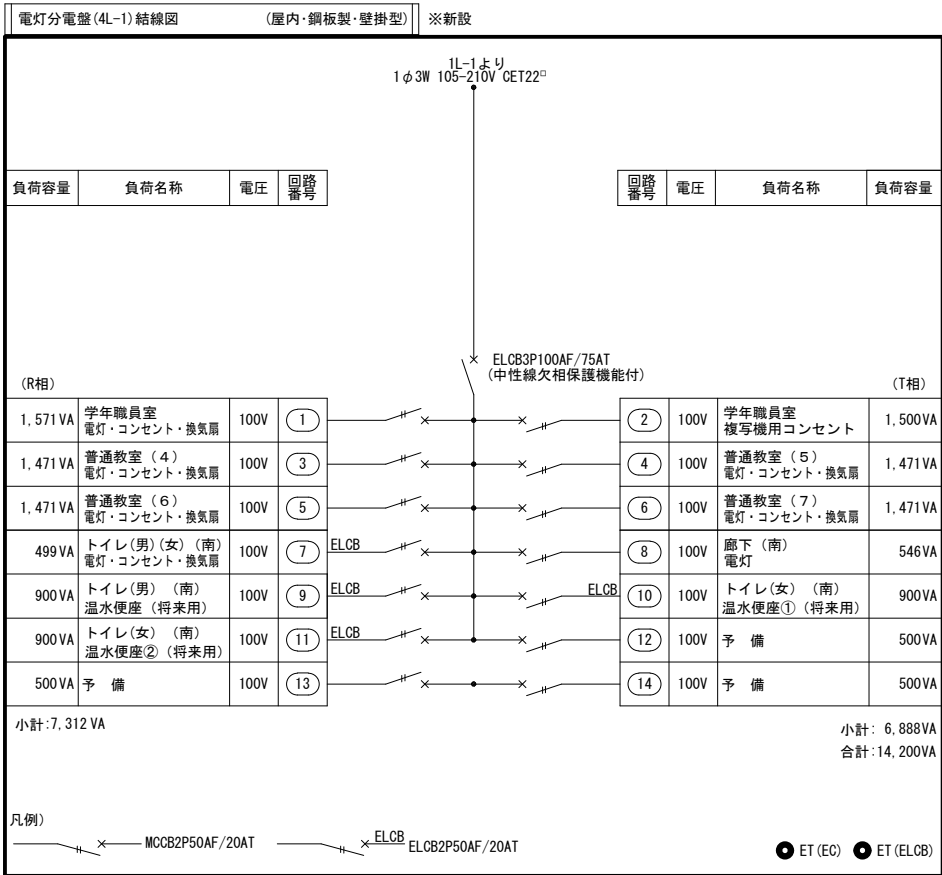 電灯分電盤(4L-1)結線図 (屋内･鋼板製･壁掛型) ※新設
1L-1より
1φ3W 105-210V CET22□
負荷容量 負荷名称 電圧 回路番号 回路番号 電圧 負荷名称 負荷容量
ELCB3P100AF/75AT
(中性線欠相保護機能付)
(R相) (T相)
1,571VA 学年職員室 100V 1 2 100V 学年職員室 1,500VA
電灯・コンセント・換気扇 複写機用コンセント
1,471VA 普通教室（4） 100V 3 4 100V 普通教室（5） 1,471VA
電灯・コンセント・換気扇 電灯・コンセント・換気扇
1,471VA 普通教室（6） 100V 5 6 100V 普通教室（7） 1,471VA
電灯・コンセント・換気扇 電灯・コンセント・換気扇
499VA トイレ(男)(女)（南） 100V 7 ELCB 8 100V 廊下（南） 546VA
電灯・コンセント・換気扇 電灯
900VA トイレ(男)（南） 100V 9 ELCB ELCB 10 100V トイレ(女)（南） 900VA
温水便座（将来用） 温水便座①（将来用）
900VA トイレ(女)（南） 100V 11 ELCB 12 100V 予 備 500VA
温水便座②（将来用）
500VA 予 備 100V 13 14 100V 予 備 500VA
小計:7,312VA 小計: 6,888VA
合計:14,200VA
凡例)
MCCB2P50AF/20AT ELCB ELCB2P50AF/20AT ET(EC) ET(ELCB)